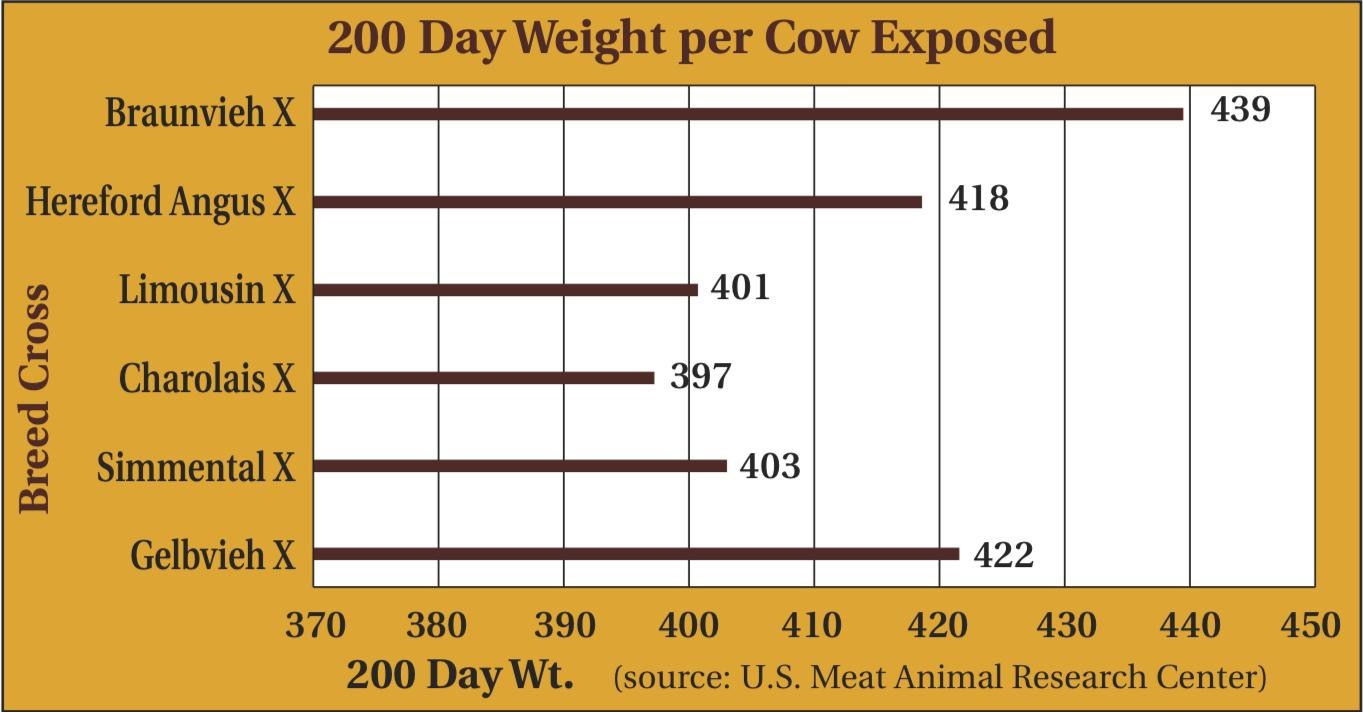 200 Day Weight per Cow Exposed
Braunvieh X 439
Hereford Angus X 418
Limousin X 401
Charolais X 397
Simmental X 403
Gelbvieh X 422
Breed Cross
370 380 390 400 410 420 430 440 450
200 Day Wt. (source: U.S. Meat Animal Research Center)